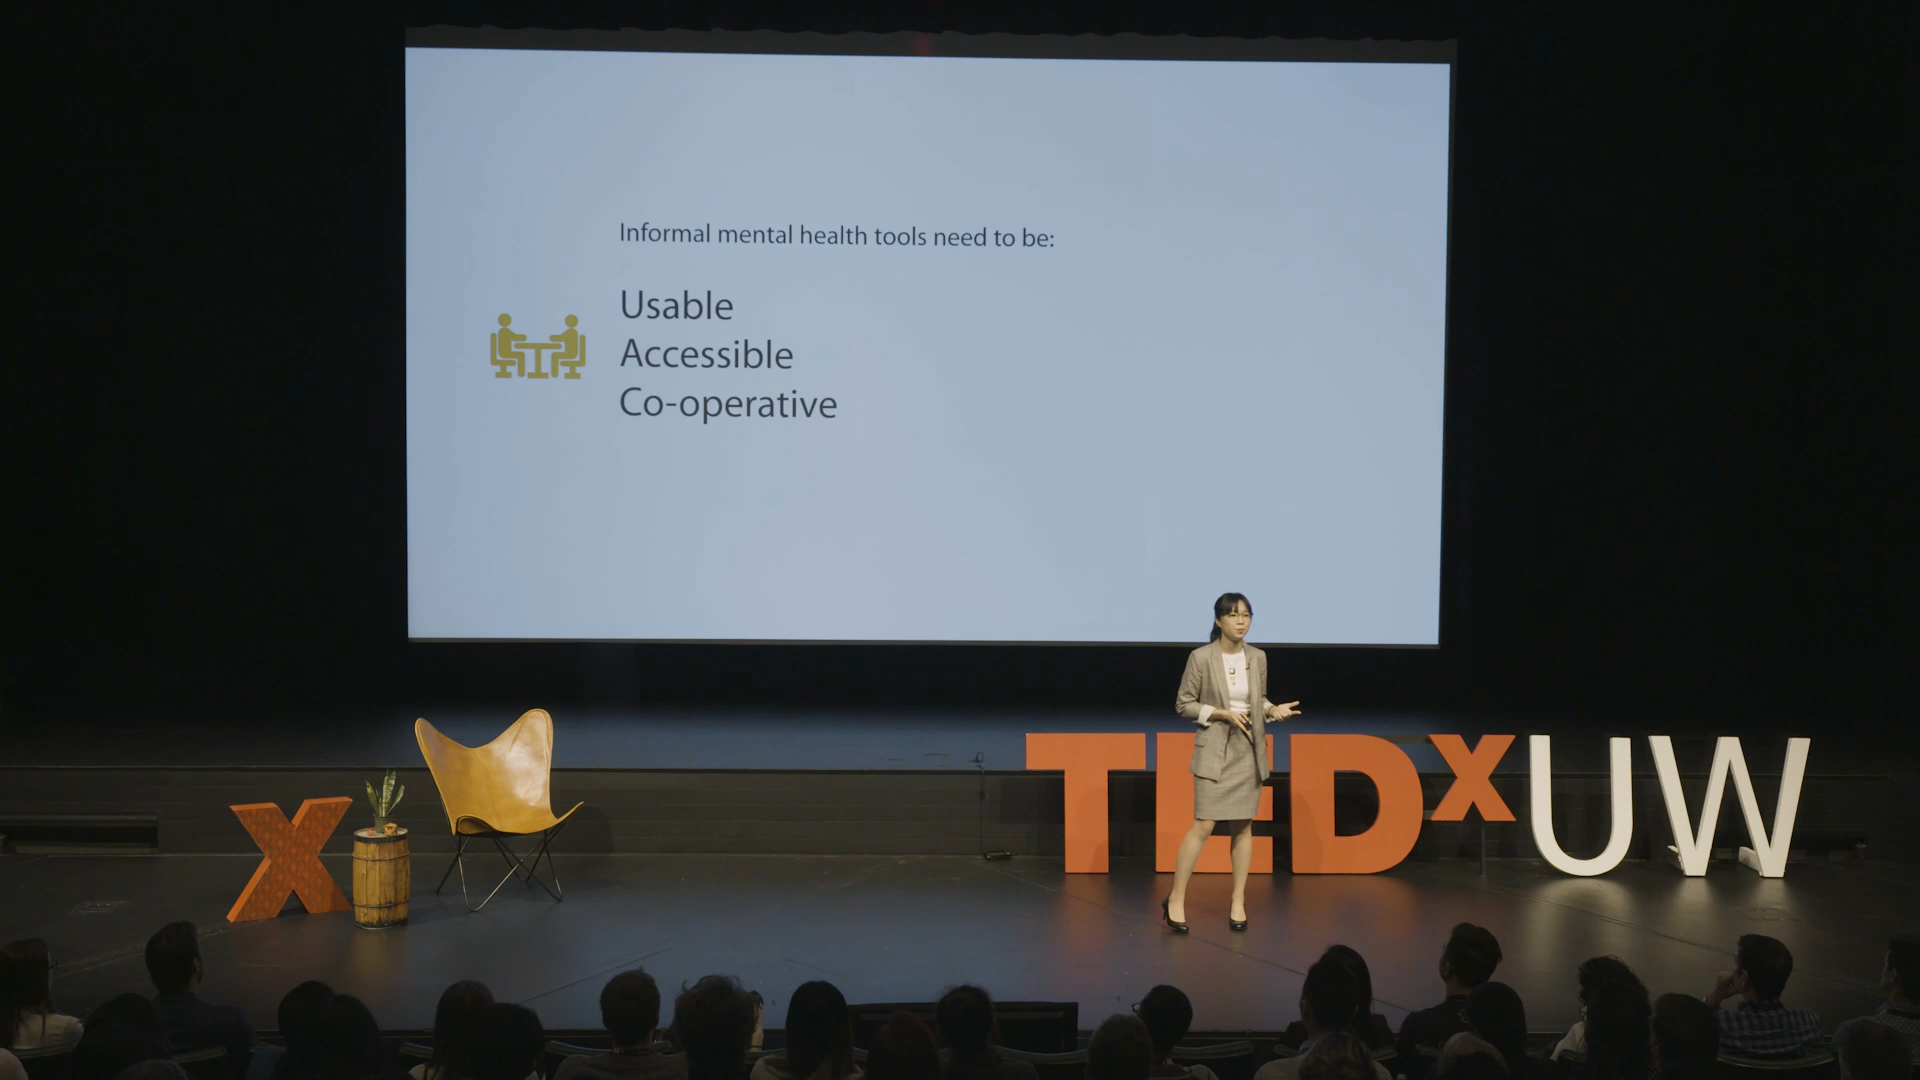 Informal mental health tools need to be:
Usable
Accessible
Co-operative
X
TEDxUW